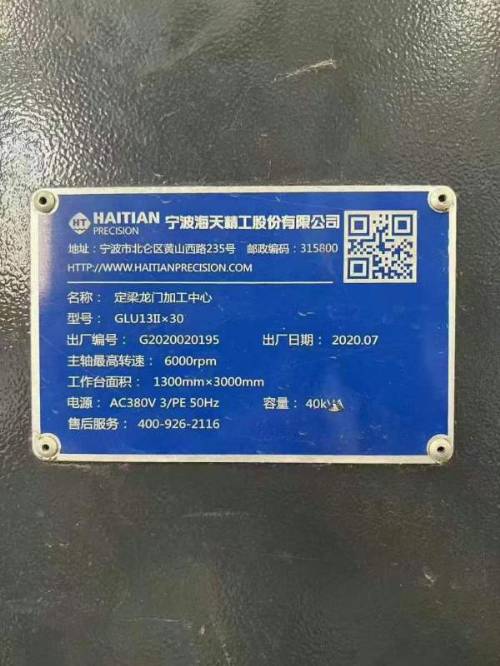 HT HAITIAN PRECISION 宁波海天精工股份有限公司
地址：宁波市北仑区黄山西路235号 邮政编码：315800
HTTP://WWW.HAITIANPRECISION.COM
名称： 定梁龙门加工中心
型号： GLU13II×30
出厂编号： G2020020195 出厂日期： 2020.07
主轴最高转速： 6000rpm
工作台面积： 1300mm×3000mm
电源： AC380V 3/PE 50Hz 容量： 40kVA
售后服务： 400-926-2116